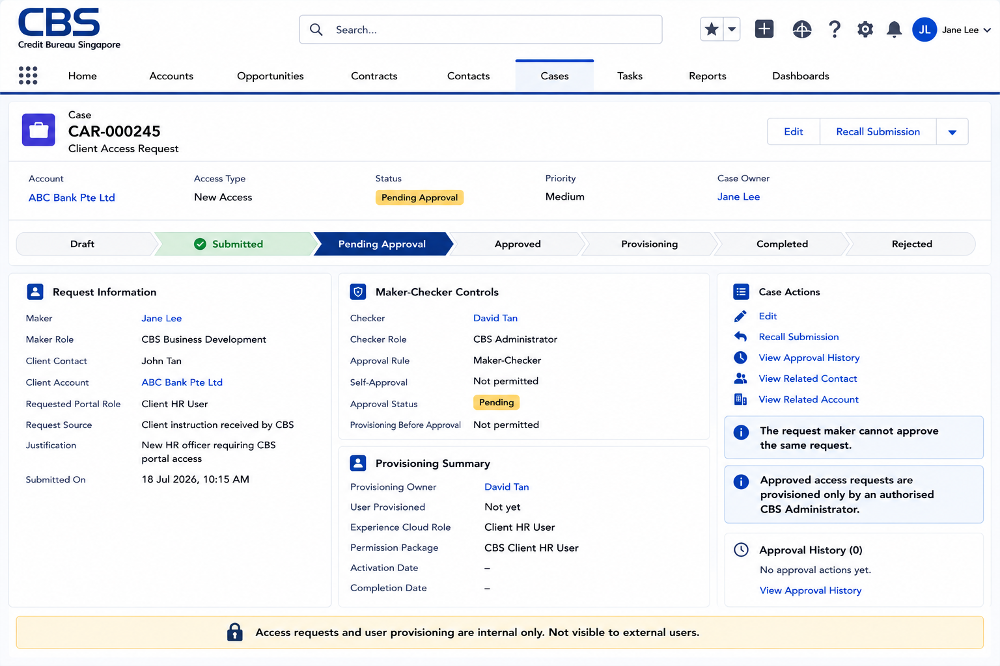 CBS
Credit Bureau Singapore
Search...
JL
Jane Lee
Home
Accounts
Opportunities
Contracts
Contacts
Cases
Tasks
Reports
Dashboards
Case
CAR-000245
Client Access Request
Edit
Recall Submission
Account
ABC Bank Pte Ltd
Access Type
New Access
Status
Pending Approval
Priority
Medium
Case Owner
Jane Lee
Draft
Submitted
Pending Approval
Approved
Provisioning
Completed
Rejected
Request Information
Maker
Jane Lee
Maker Role
CBS Business Development
Client Contact
John Tan
Client Account
ABC Bank Pte Ltd
Requested Portal Role
Client HR User
Request Source
Client instruction received by CBS
Justification
New HR officer requiring CBS
portal access
Submitted On
18 Jul 2026, 10:15 AM
Maker-Checker Controls
Checker
David Tan
Checker Role
CBS Administrator
Approval Rule
Maker-Checker
Self-Approval
Not permitted
Approval Status
Pending
Provisioning Before Approval
Not permitted
Provisioning Summary
Provisioning Owner
David Tan
User Provisioned
Not yet
Experience Cloud Role
Client HR User
Permission Package
CBS Client HR User
Activation Date
–
Completion Date
–
Case Actions
Edit
Recall Submission
View Approval History
View Related Contact
View Related Account
The request maker cannot approve
the same request.
Approved access requests are
provisioned only by an authorised
CBS Administrator.
Approval History (0)
No approval actions yet.
View Approval History
Access requests and user provisioning are internal only. Not visible to external users.